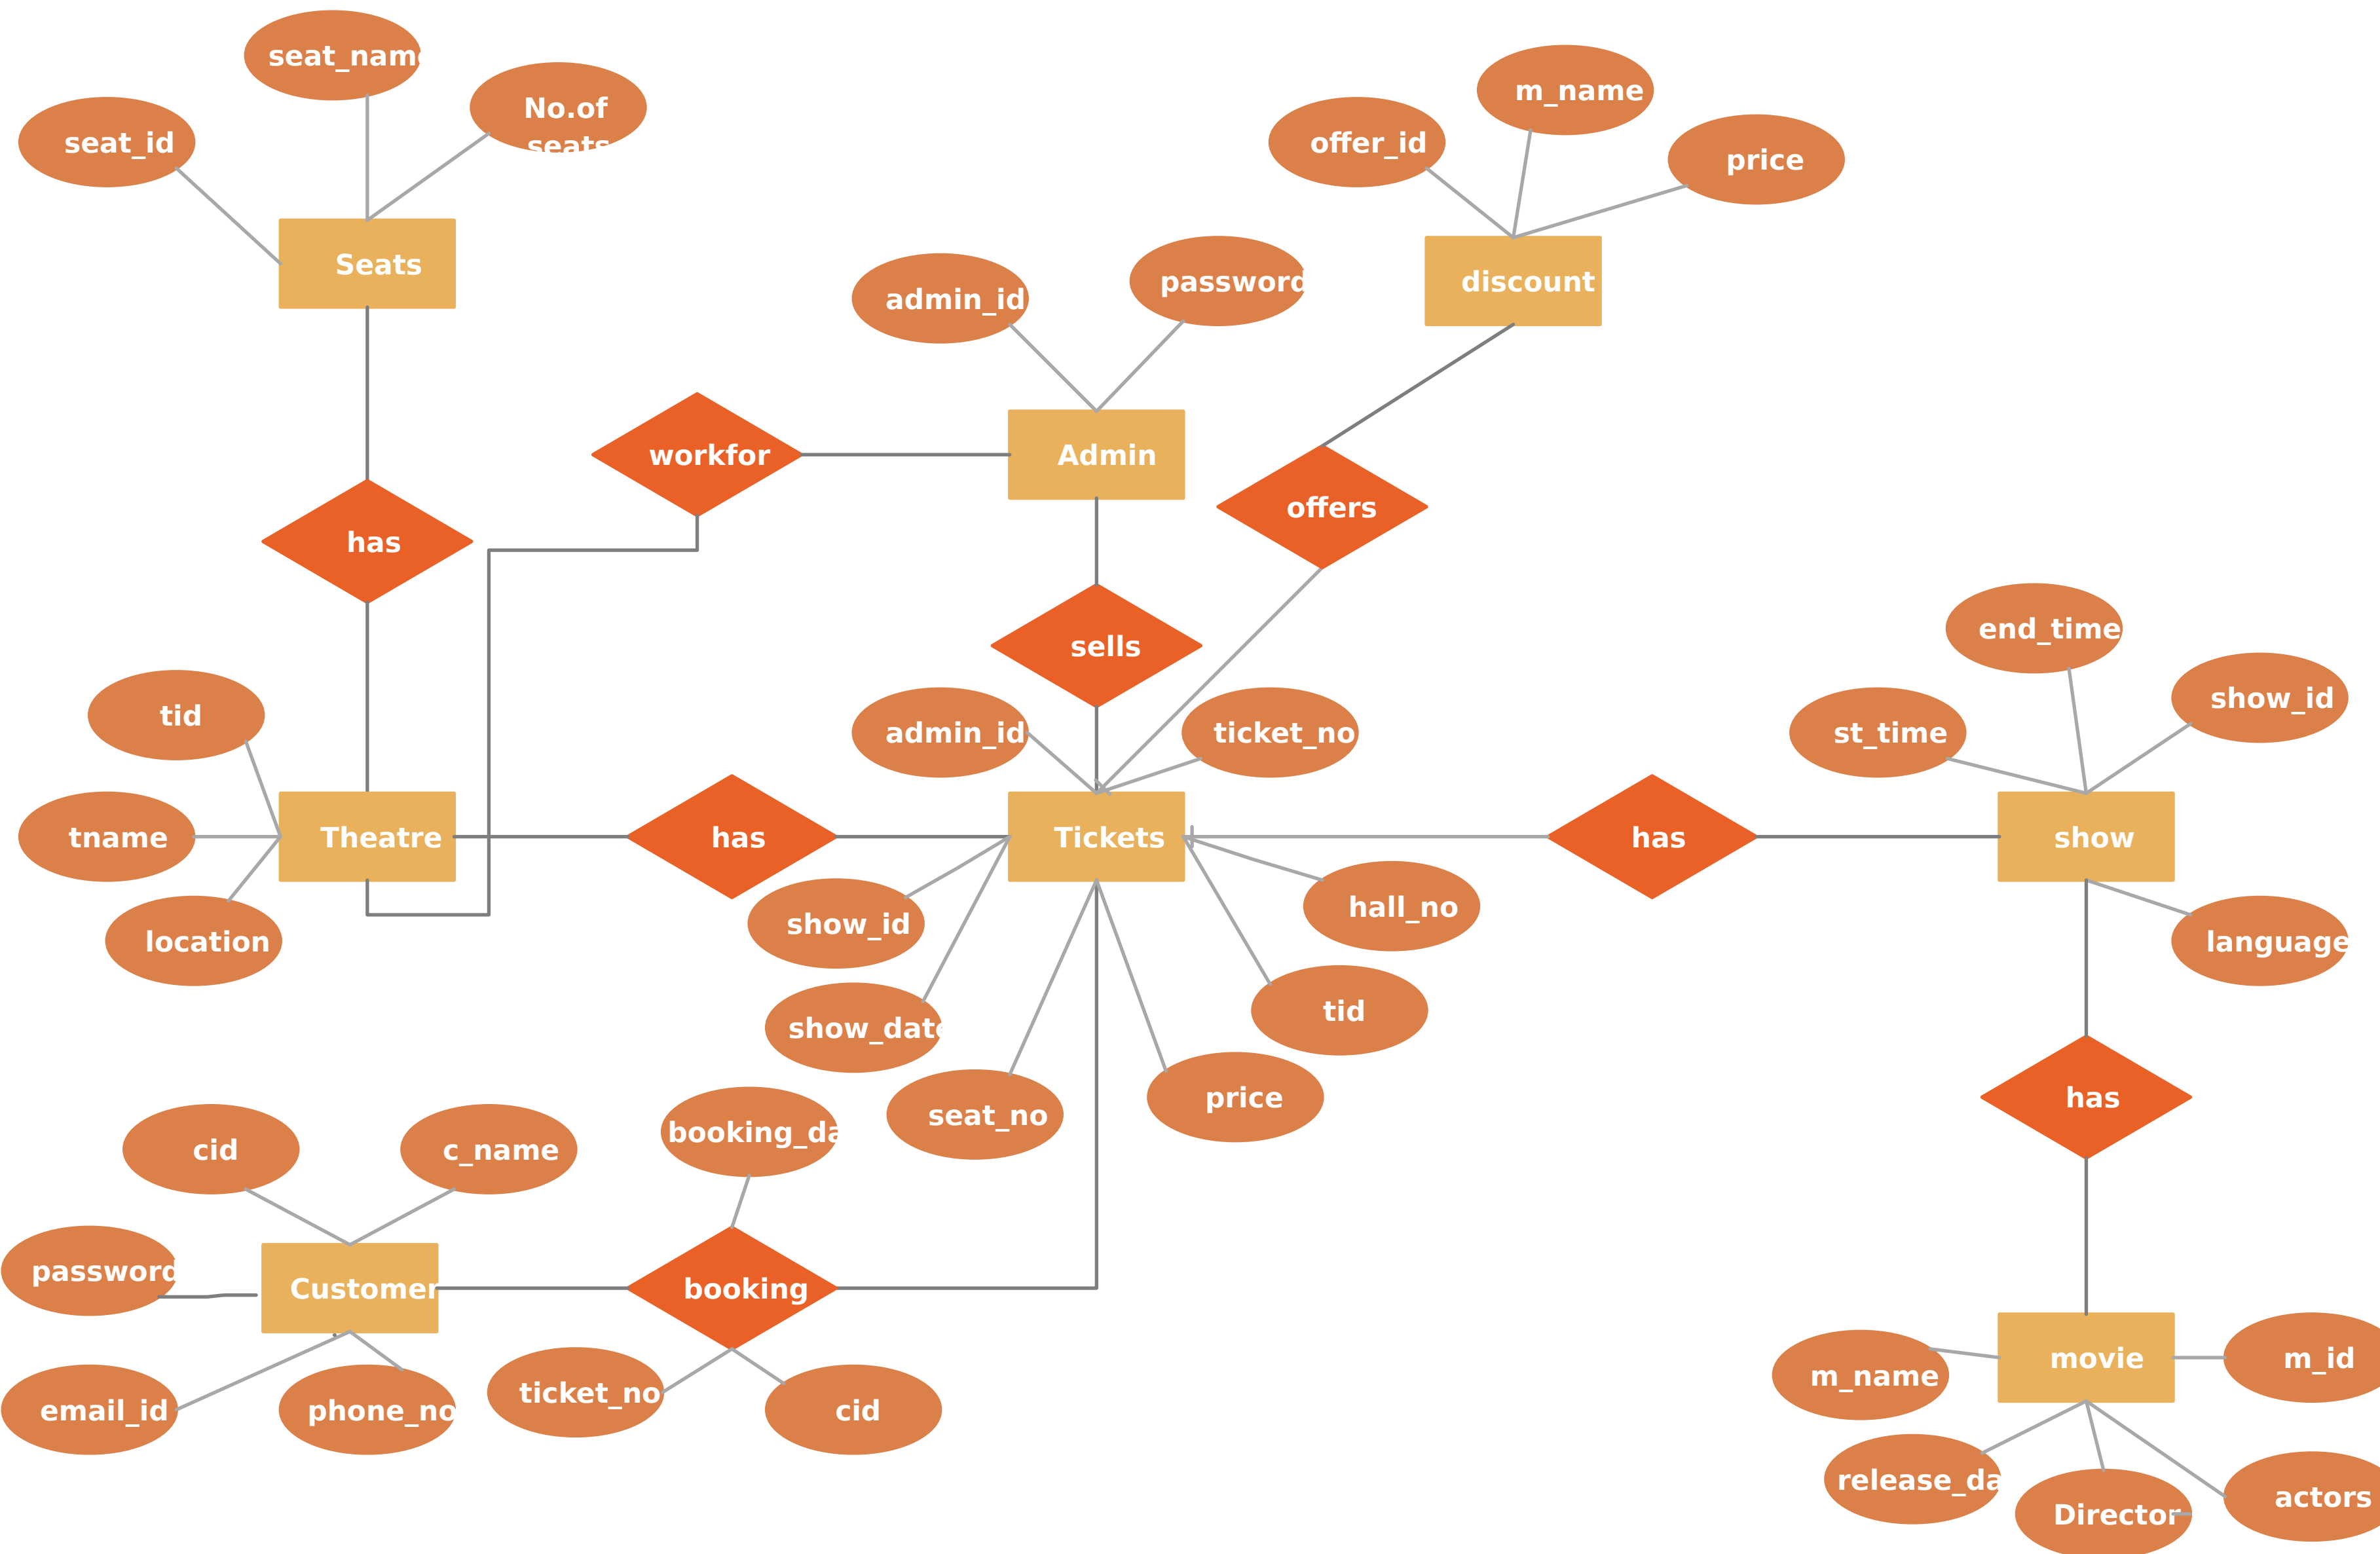 seat_name
m_name
No.of
seats
seat_id
offer_id
price
Seats
admin_id
password
discount
workfor
Admin
offers
has
sells
end_time
show_id
tid
admin_id
ticket_no
st_time
tname
Theatre
has
Tickets
has
show
location
show_id
hall_no
language
show_date
tid
seat_no
price
has
cid
c_name
booking_da
password
Customer
booking
movie
m_name
m_id
email_id
phone_no
ticket_no
cid
release_da
Director
actors